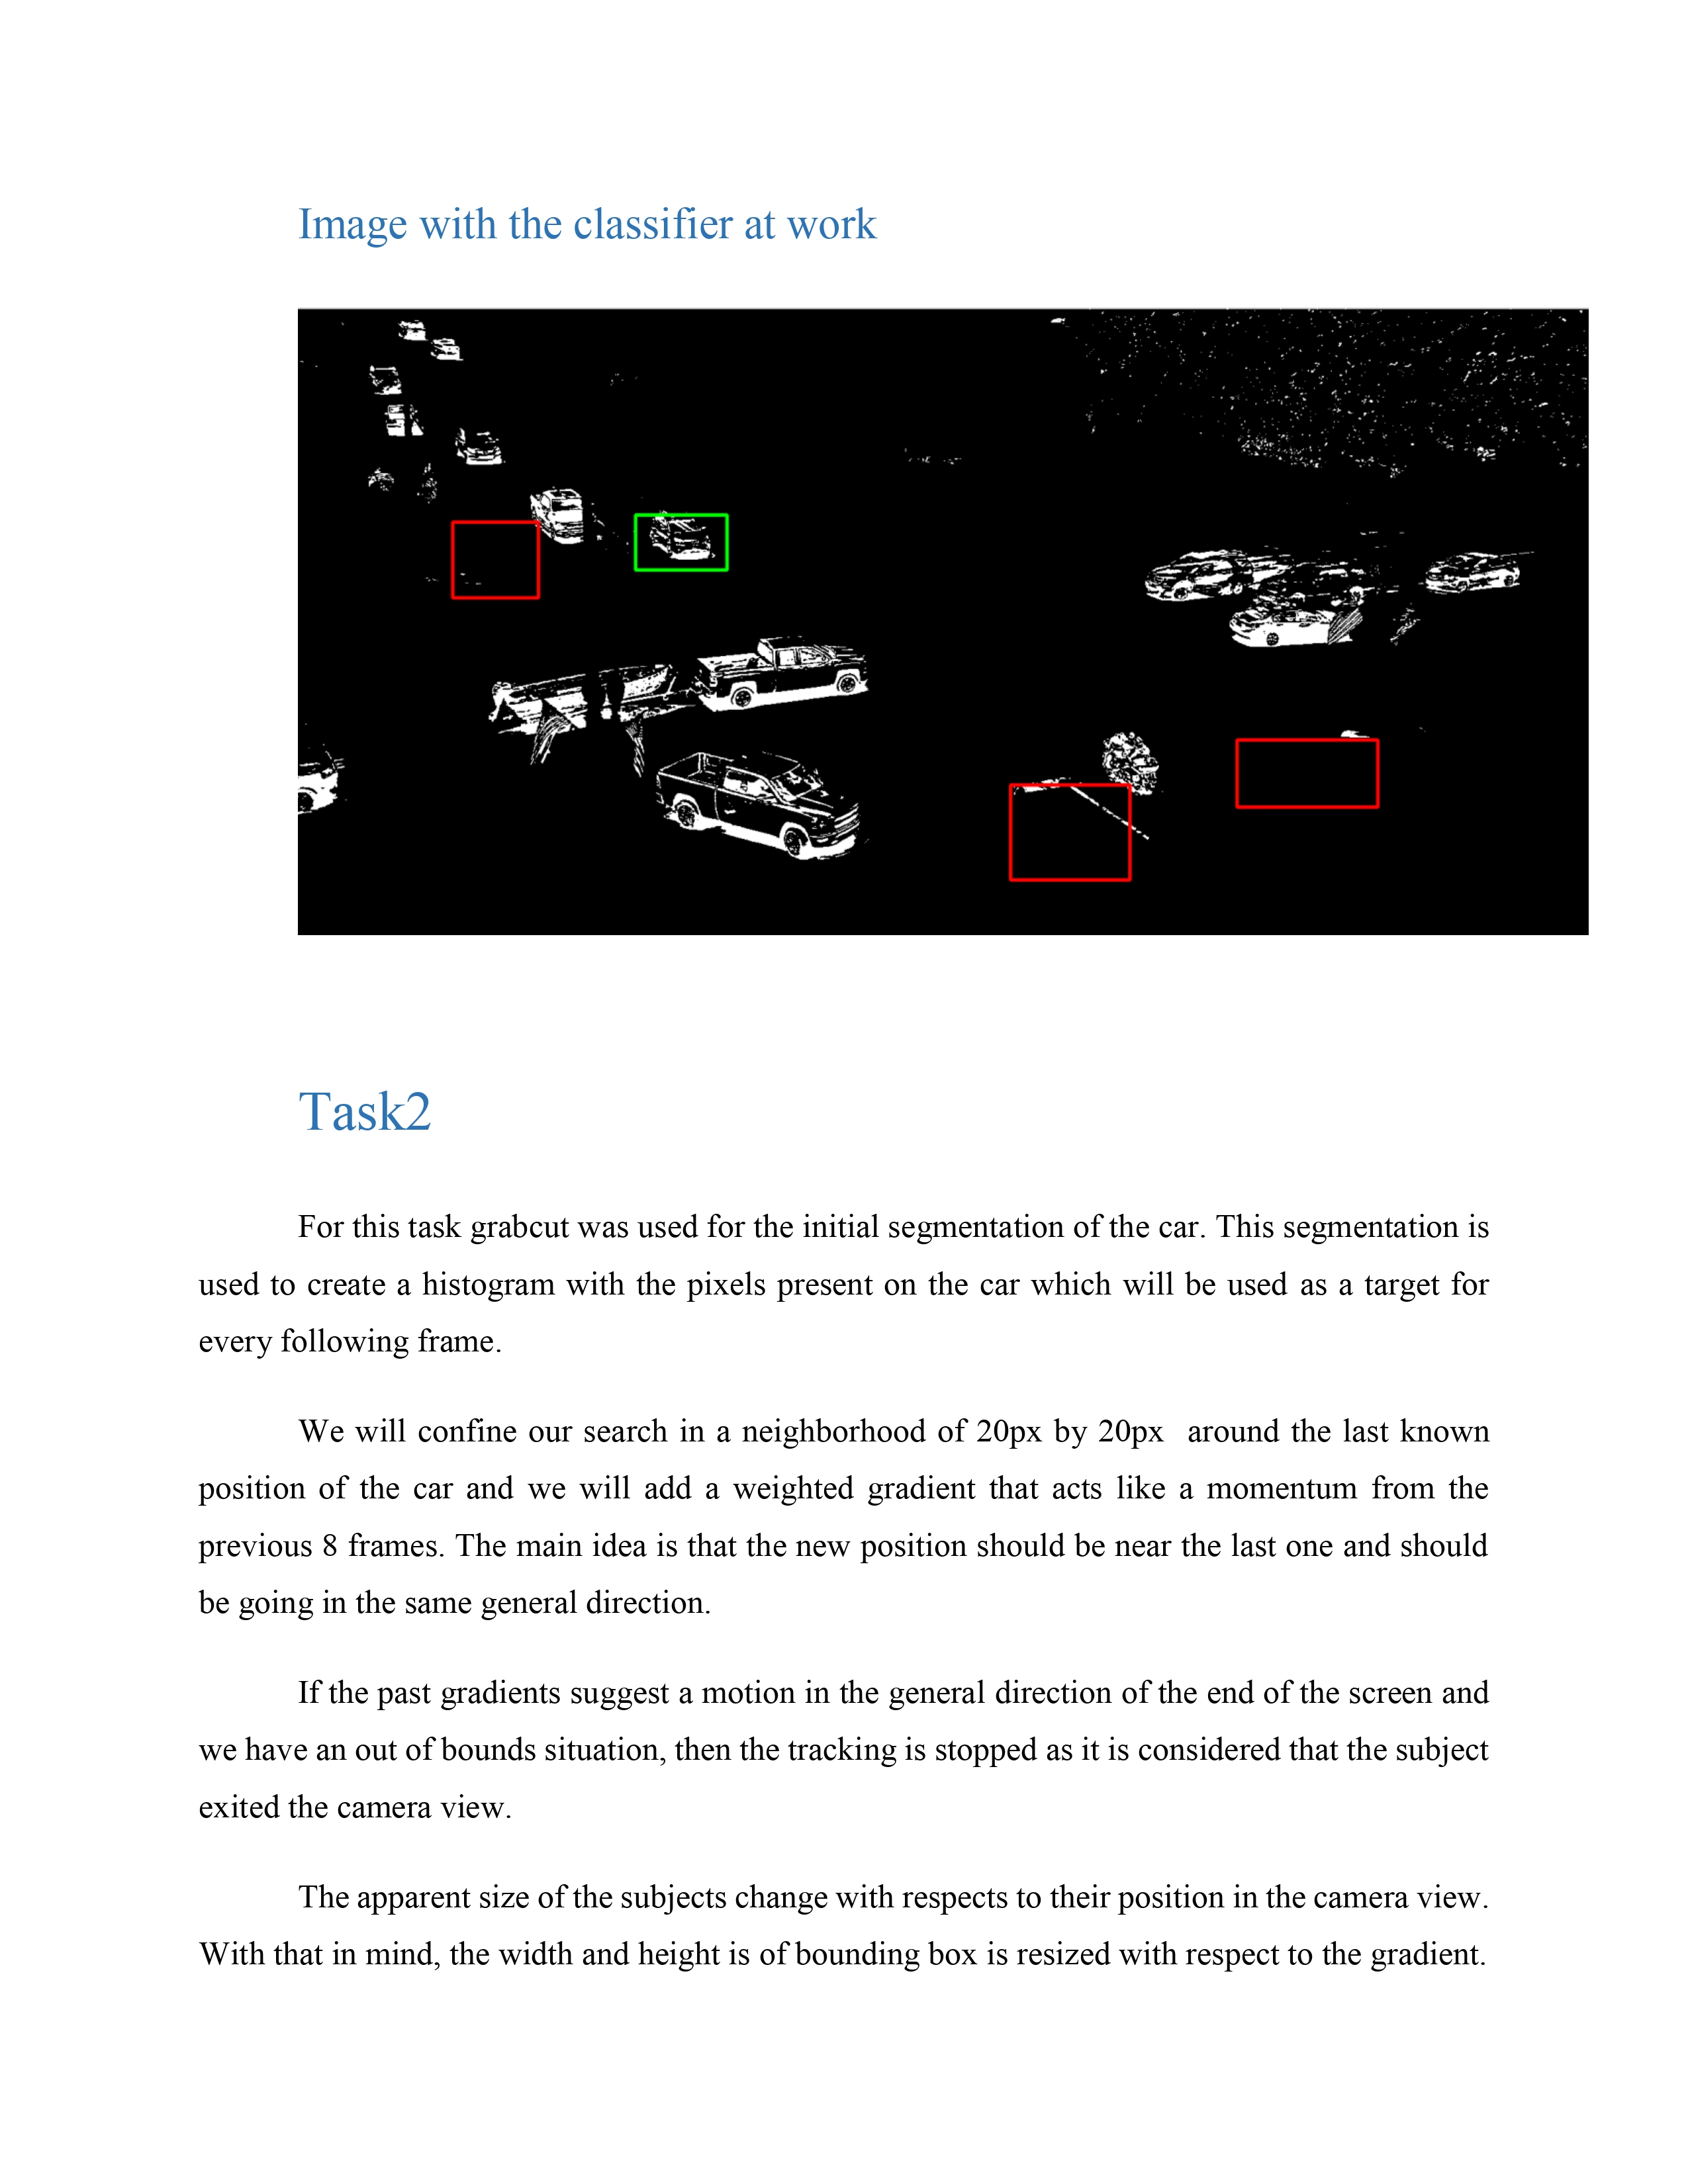 Image with the classifier at work
Task2
For this task grabcut was used for the initial segmentation of the car. This segmentation is
used to create a histogram with the pixels present on the car which will be used as a target for
every following frame.
We will confine our search in a neighborhood of 20px by 20px  around the last known
position of the car and we will add a weighted gradient that acts like a momentum from the
previous 8 frames. The main idea is that the new position should be near the last one and should
be going in the same general direction.
If the past gradients suggest a motion in the general direction of the end of the screen and
we have an out of bounds situation, then the tracking is stopped as it is considered that the subject
exited the camera view.
The apparent size of the subjects change with respects to their position in the camera view.
With that in mind, the width and height is of bounding box is resized with respect to the gradient.